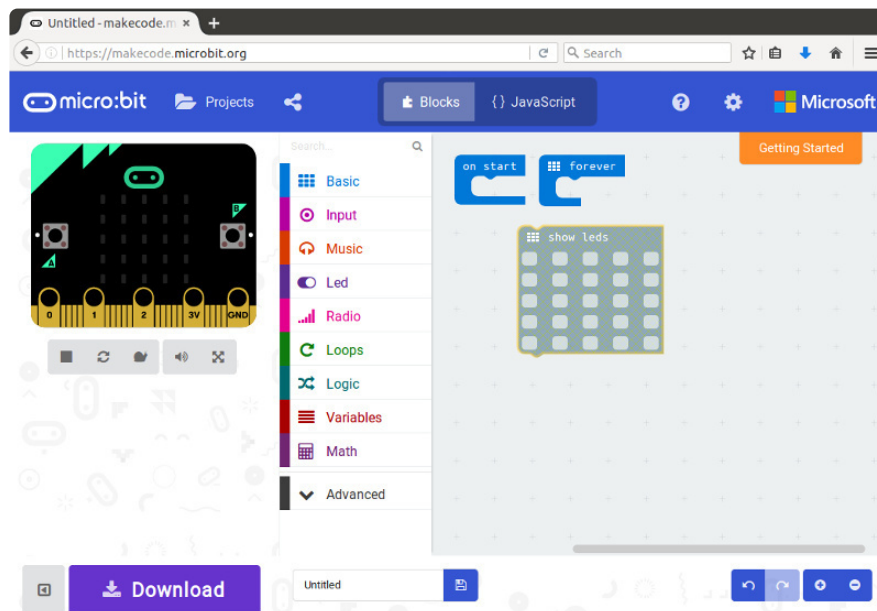 Untitled - makecode.m
https://makecode.microbit.org
Search
micro:bit
Projects
Blocks
{} JavaScript
Microsoft
Getting Started
Search...
Basic
Input
Music
Led
Radio
Loops
Logic
Variables
Math
Advanced
on start
forever
show leds
A
B
0 1 2 3V GND
Download
Untitled